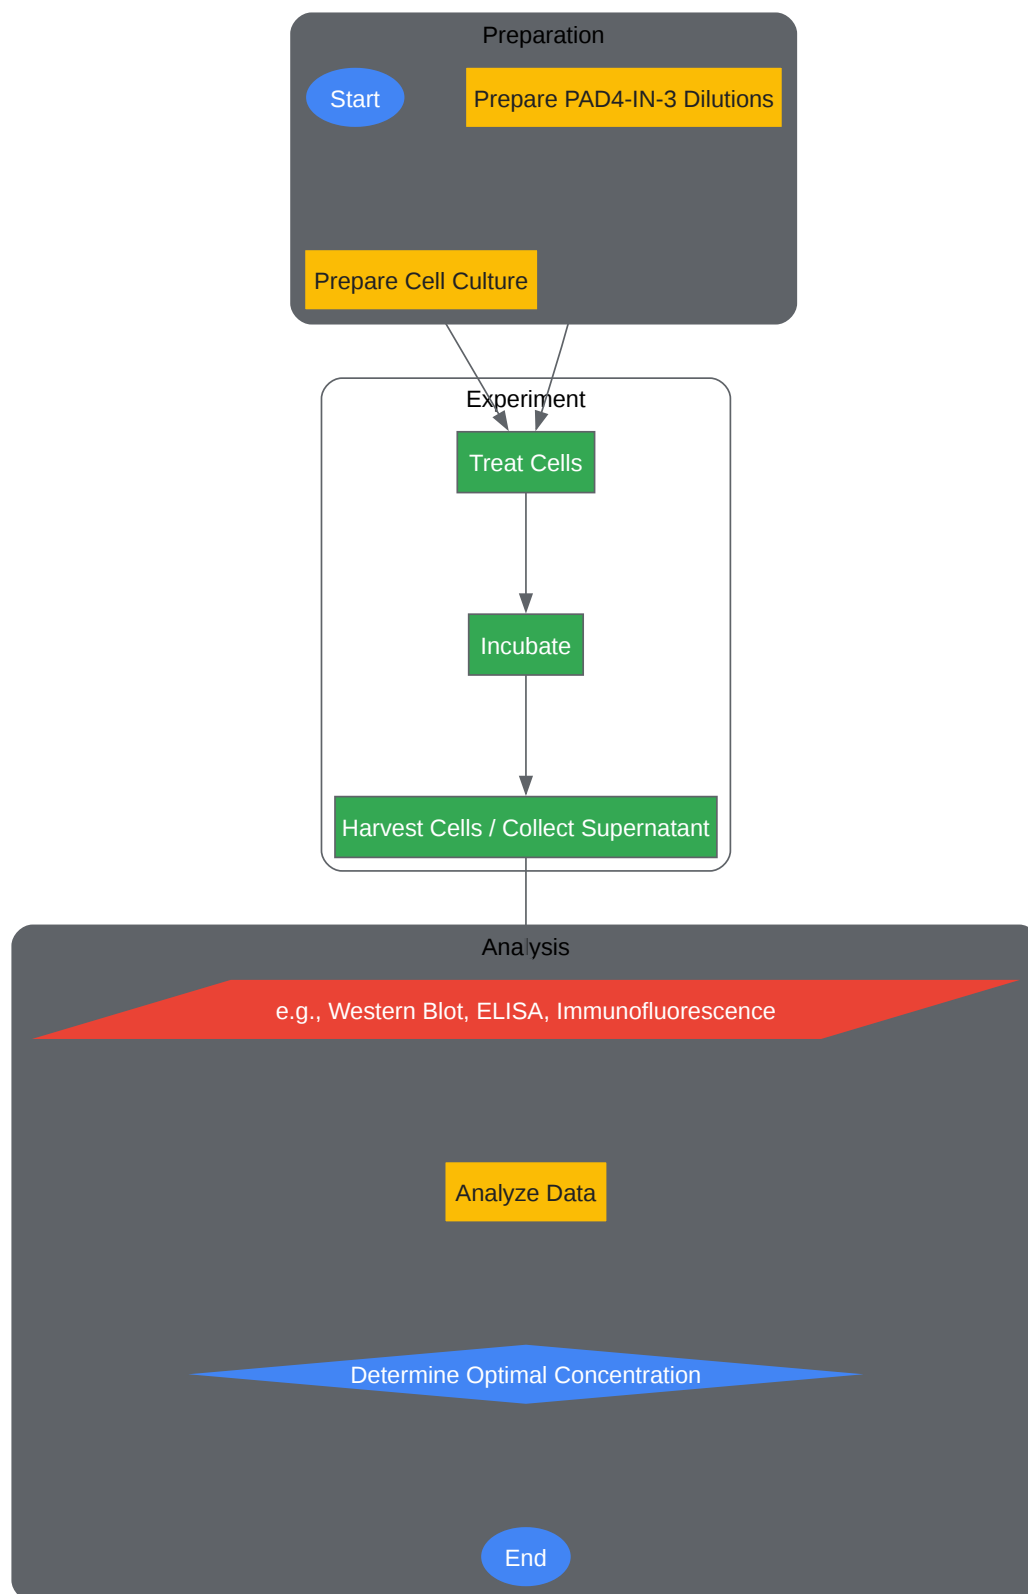 Preparation
Start
Prepare PAD4-IN-3 Dilutions
Prepare Cell Culture
Experiment
Treat Cells
Incubate
Harvest Cells / Collect Supernatant
Analysis
e.g., Western Blot, ELISA, Immunofluorescence
Analyze Data
Determine Optimal Concentration
End